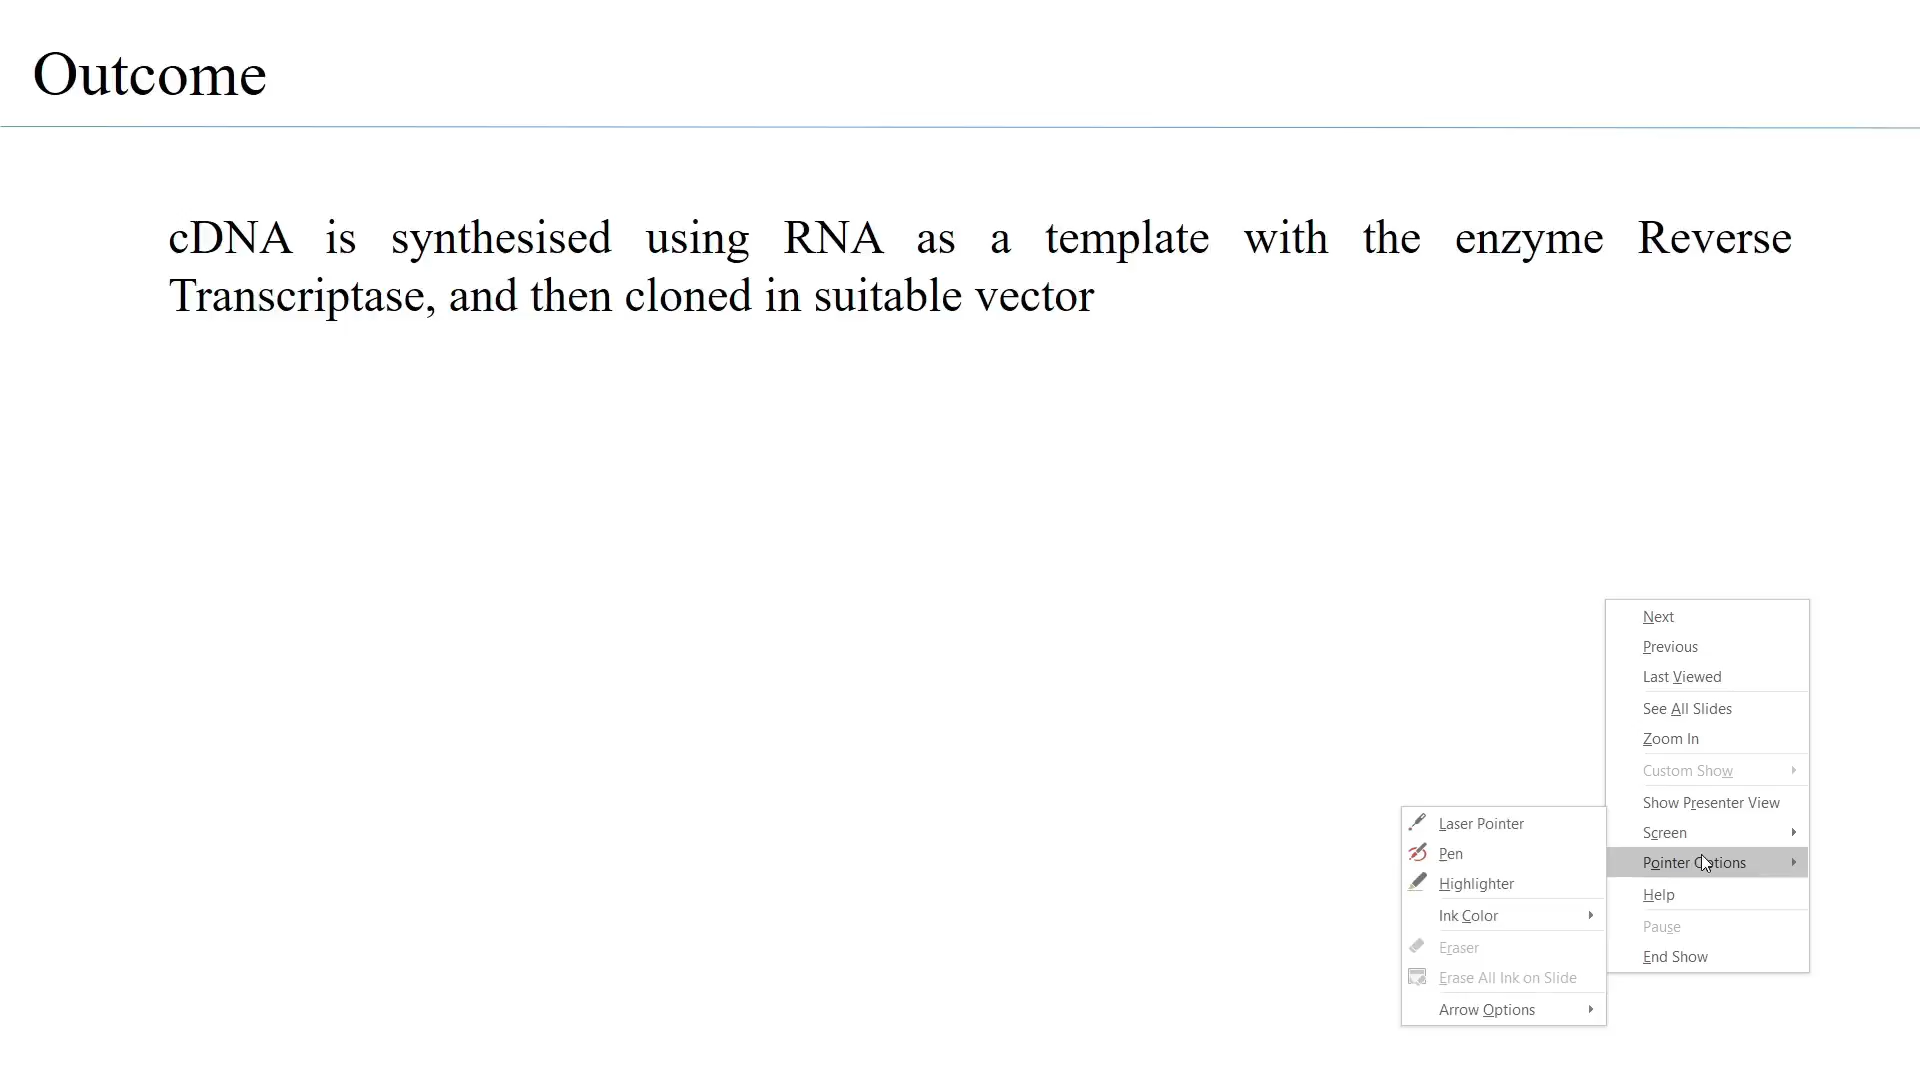 Outcome
cDNA is synthesised using RNA as a template with the enzyme Reverse
Transcriptase, and then cloned in suitable vector
Next
Previous
Last Viewed
See All Slides
Zoom In
Custom Show
Show Presenter View
Screen
Pointer Options
Help
Pause
End Show
Laser Pointer
Pen
Highlighter
Ink Color
Eraser
Erase All Ink on Slide
Arrow Options